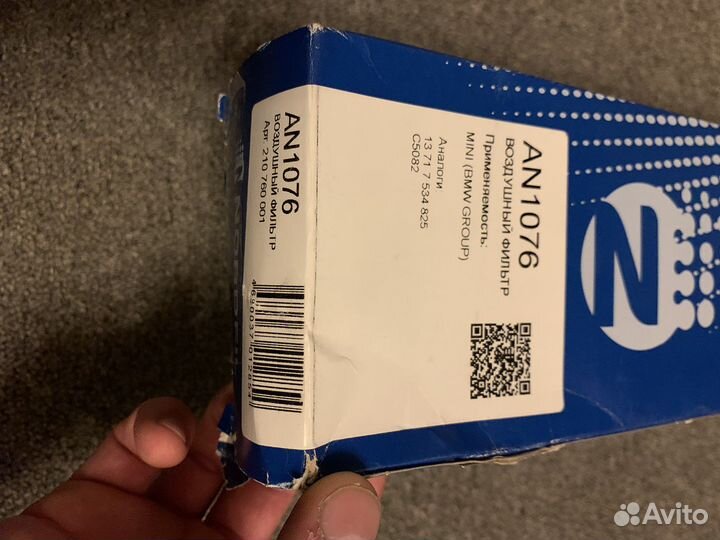 AN1076
ВОЗДУШНЫЙ ФИЛЬТР
Арт. 210 760 001
4690037012854
AN1076
ВОЗДУШНЫЙ ФИЛЬТР
Применяемость:
MINI (BMW GROUP)
Аналоги
13 71 7 534 825
C5082
N
Avito